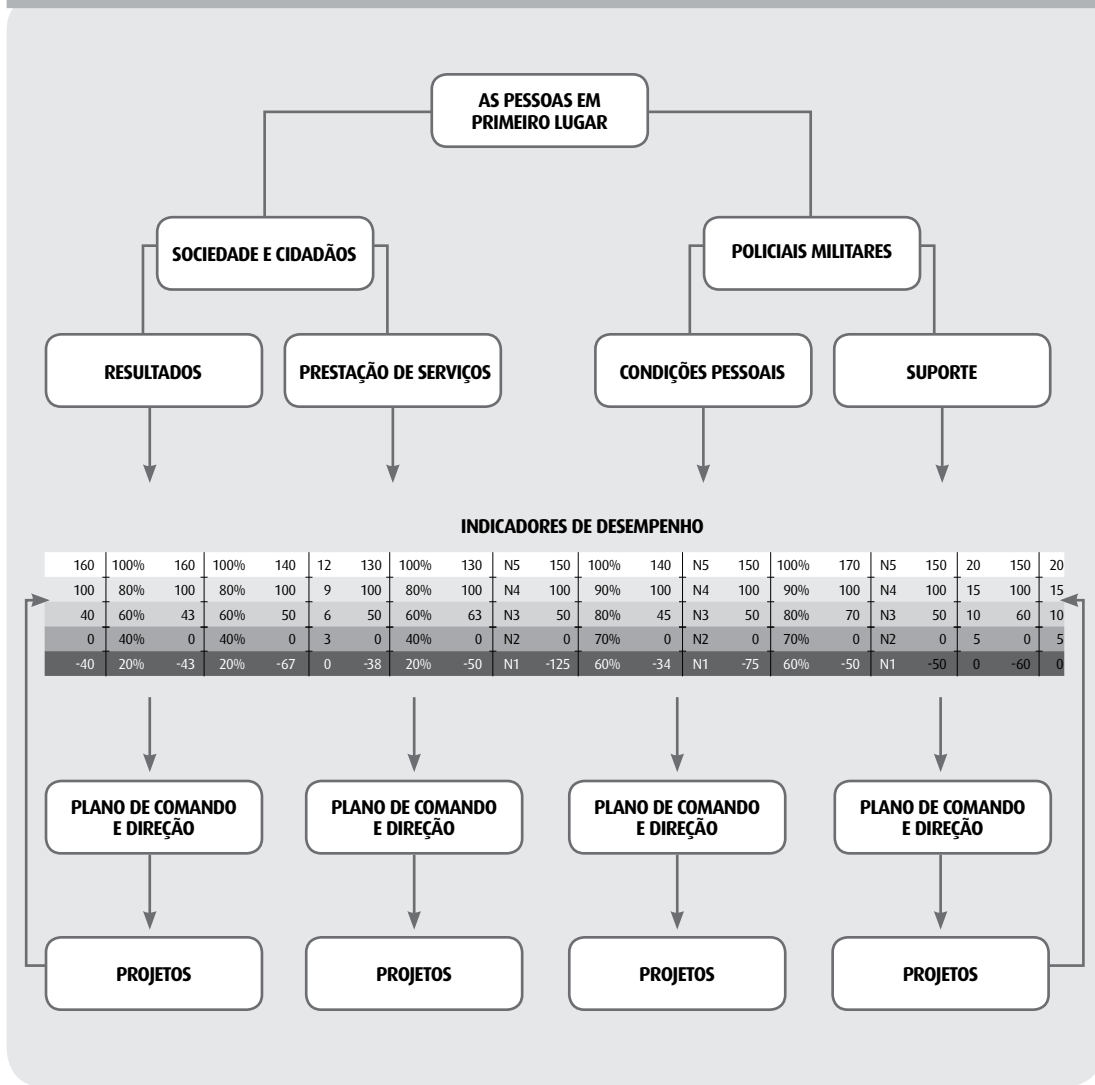 AS PESSOAS EM
PRIMEIRO LUGAR
SOCIEDADE E CIDADÃOS
POLICIAIS MILITARES
RESULTADOS
PRESTAÇÃO DE SERVIÇOS
CONDIÇÕES PESSOAIS
SUPORTE
INDICADORES DE DESEMPENHO
160 100% 160 100% 140 12 130 100% 130 N5 150 100% 140 N5 150 100% 170 N5 150 20 150 20
100 80% 100 80% 100 9 100 80% 100 N4 100 90% 100 N4 100 90% 100 N4 100 15 100 15
40 60% 43 60% 50 6 50 60% 63 N3 50 80% 45 N3 50 80% 70 N3 50 10 60 10
0 40% 0 40% 0 3 0 40% 0 N2 0 70% 0 N2 0 70% 0 N2 0 5 0 5
-40 20% -43 20% -67 0 -38 20% -50 N1 -125 60% -34 N1 -75 60% -50 N1 -50 0 -60 0
PLANO DE COMANDO
E DIREÇÃO
PLANO DE COMANDO
E DIREÇÃO
PLANO DE COMANDO
E DIREÇÃO
PLANO DE COMANDO
E DIREÇÃO
PROJETOS
PROJETOS
PROJETOS
PROJETOS